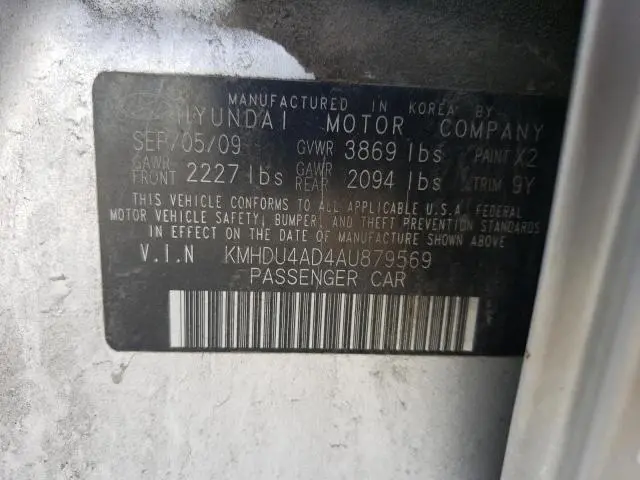 MANUFACTURED IN KOREA BY
HYUNDAI MOTOR COMPANY
SEP/05/09 GVWR 3869 lbs PAINT X2
GAWR FRONT 2227 lbs GAWR REAR 2094 lbs TRIM 9Y
THIS VEHICLE CONFORMS TO ALL APPLICABLE U.S.A FEDERAL
MOTOR VEHICLE SAFETY, BUMPER, AND THEFT PREVENTION STANDARDS
IN EFFECT ON THE DATE OF MANUFACTURE SHOWN ABOVE
V.I.N KMHDU4AD4AU879569
PASSENGER CAR